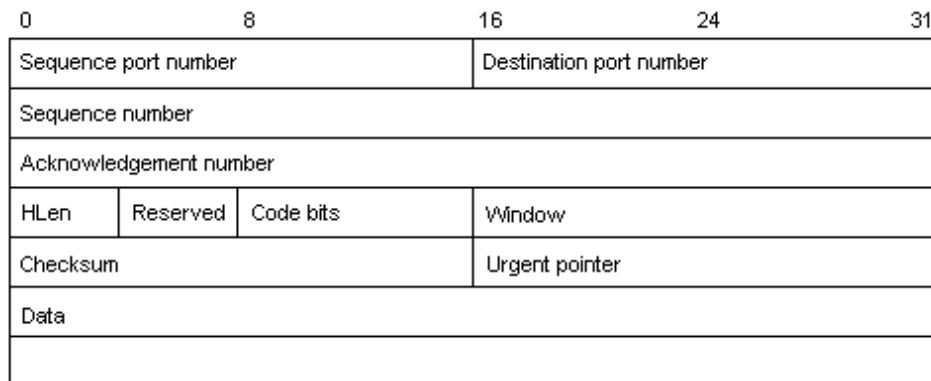 0 8 16 24 31
Sequence port number Destination port number
Sequence number
Acknowledgement number
HLen Reserved Code bits Window
Checksum Urgent pointer
Data